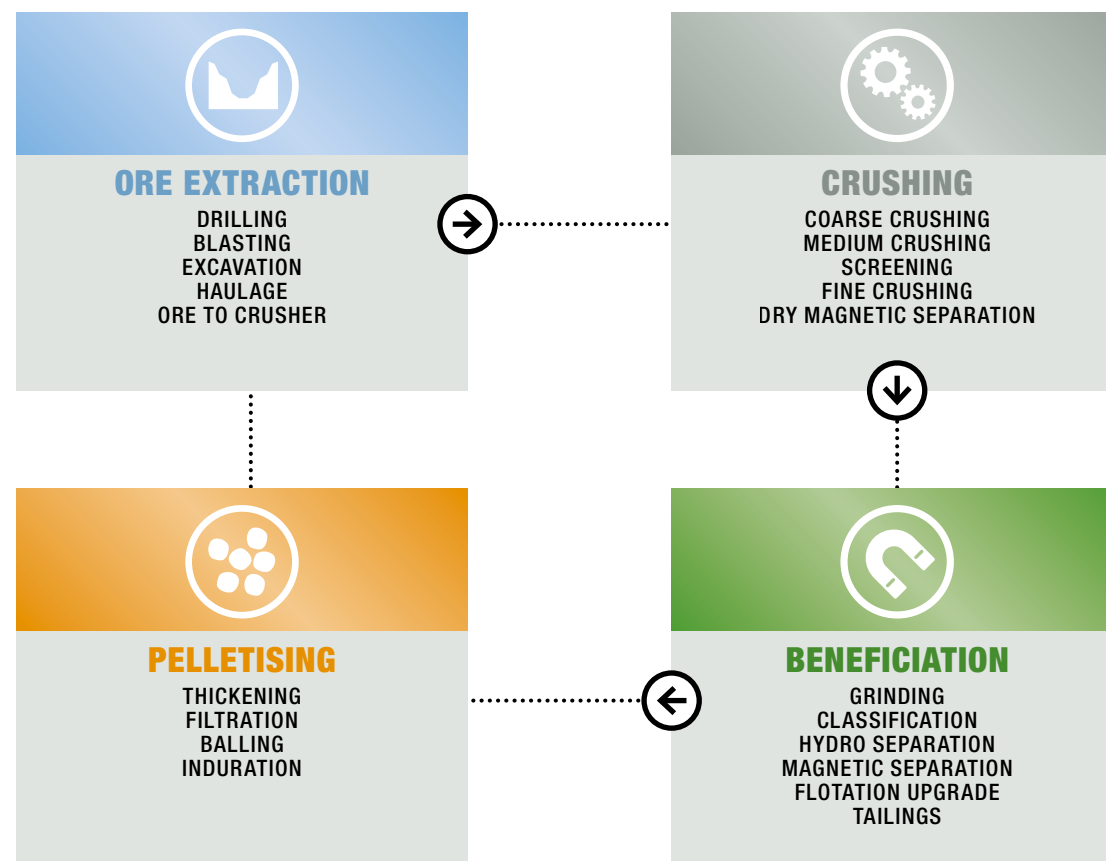 ORE EXTRACTION
DRILLING
BLASTING
EXCAVATION
HAULAGE
ORE TO CRUSHER
CRUSHING
COARSE CRUSHING
MEDIUM CRUSHING
SCREENING
FINE CRUSHING
DRY MAGNETIC SEPARATION
PELLETISING
THICKENING
FILTRATION
BALLING
INDURATION
BENEFICIATION
GRINDING
CLASSIFICATION
HYDRO SEPARATION
MAGNETIC SEPARATION
FLOTATION UPGRADE
TAILINGS